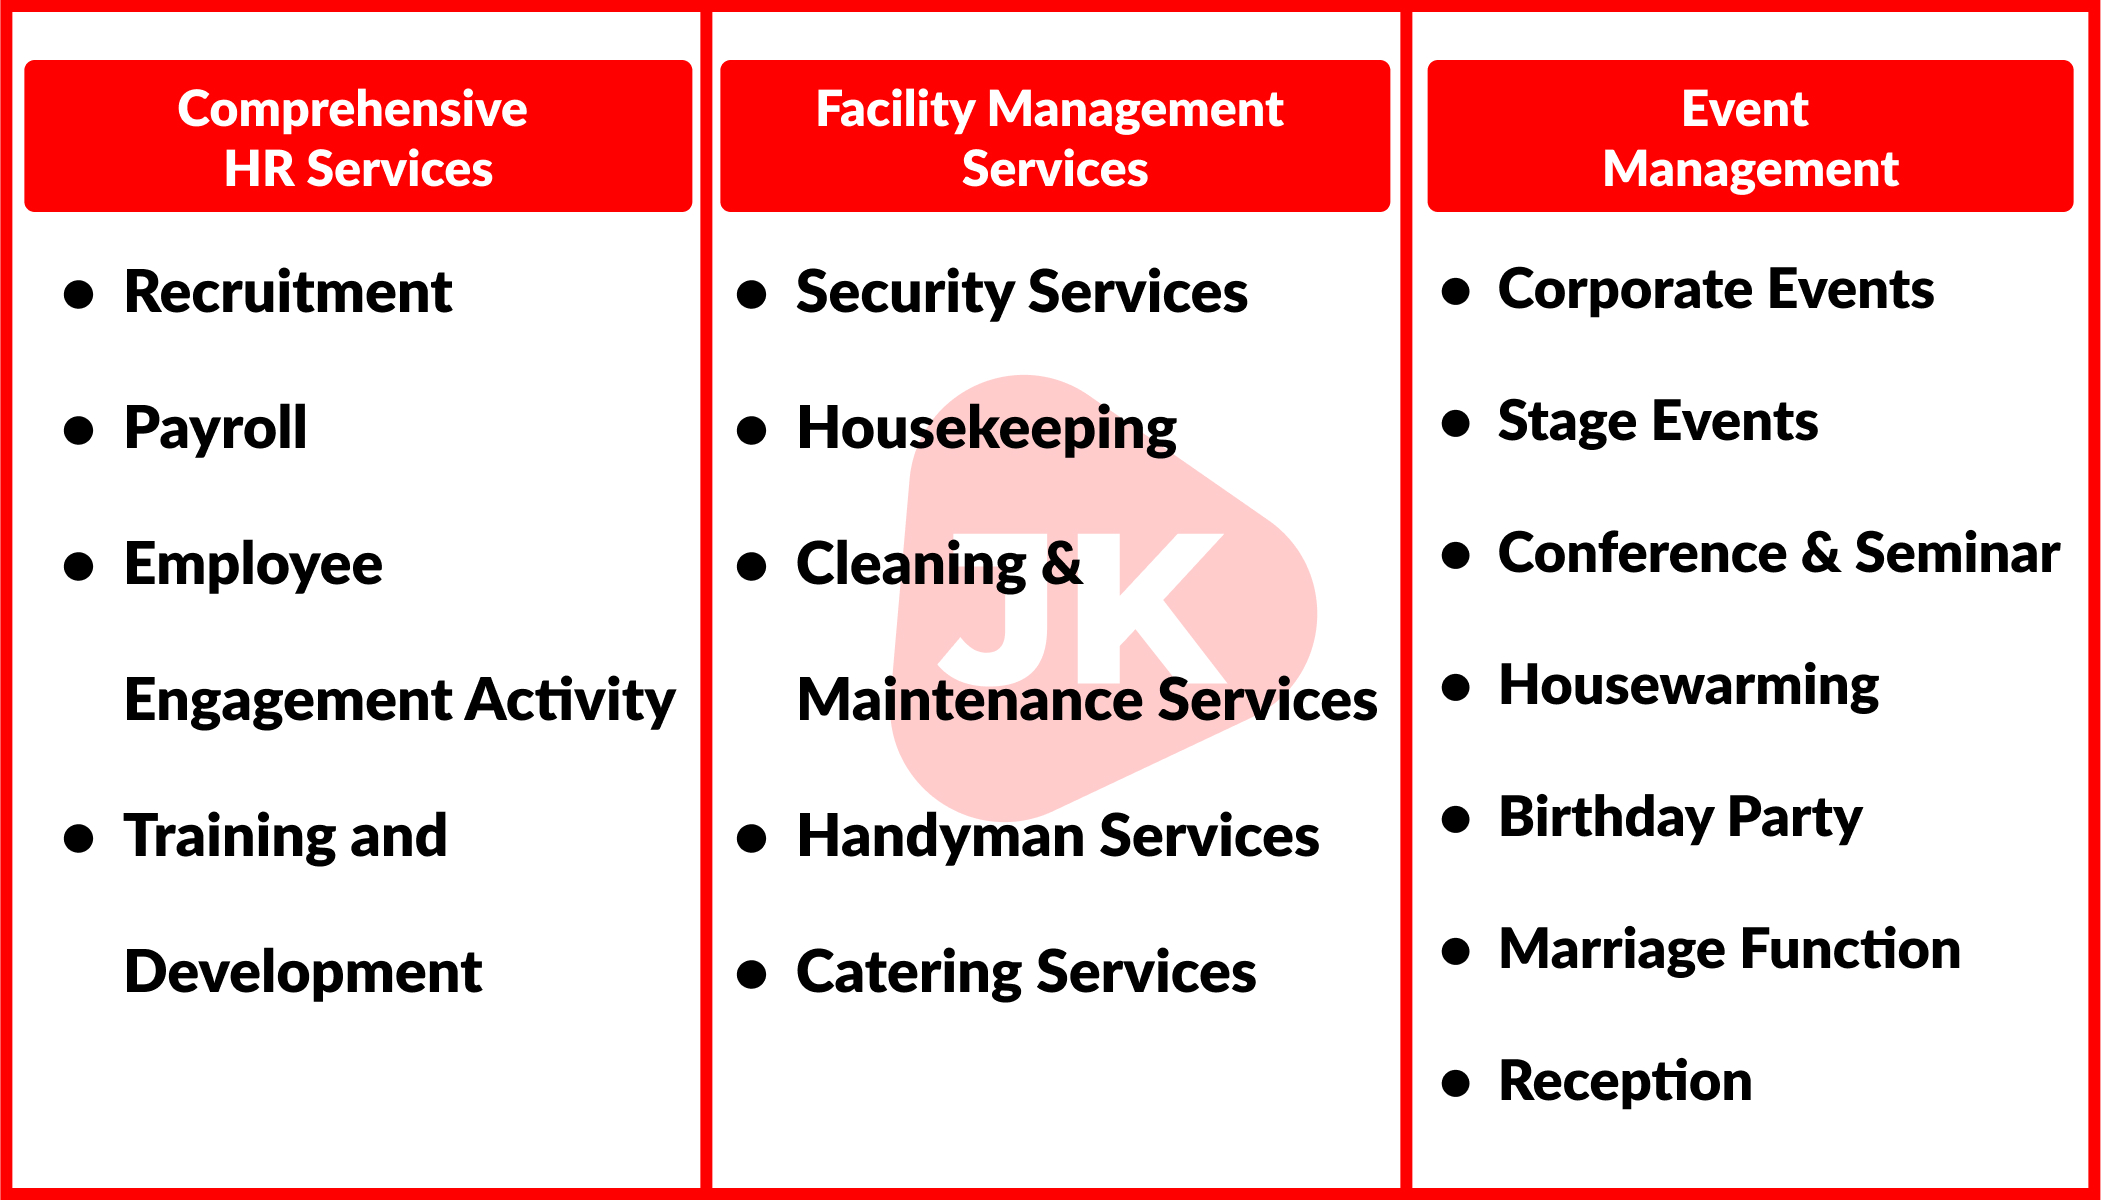 Comprehensive
HR Services
● Recruitment
● Payroll
● Employee
Engagement Activity
● Training and
Development
Facility Management
Services
● Security Services
● Housekeeping
● Cleaning &
Maintenance Services
● Handyman Services
● Catering Services
JK
Event
Management
● Corporate Events
● Stage Events
● Conference & Seminar
● Housewarming
● Birthday Party
● Marriage Function
● Reception